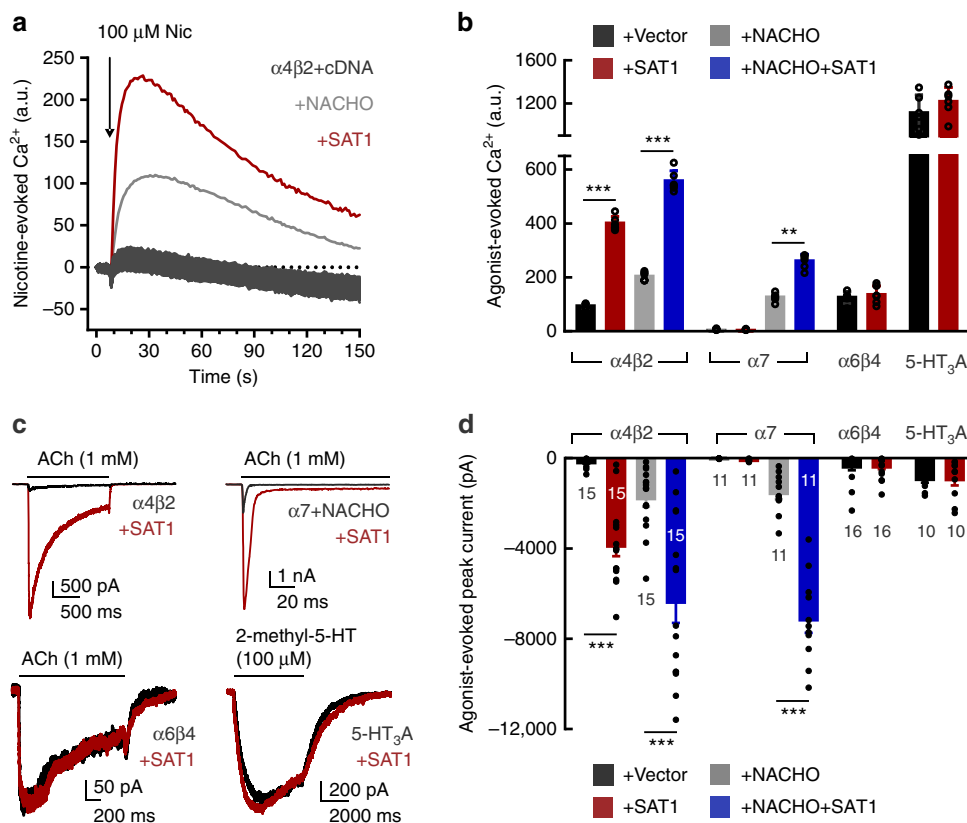 a
100 μM Nic
Nicotine-evoked Ca²⁺ (a.u.)
250
200
150
100
50
0
−50
α4β2+cDNA
+NACHO
+SAT1
0 30 60 90 120 150
Time (s)
b
+Vector
+SAT1
+NACHO
+NACHO+SAT1
Agonist-evoked Ca²⁺ (a.u.)
1600
1200
600
400
200
0
***
***
**
α4β2 α7 α6β4 5-HT₃A
c
ACh (1 mM)
α4β2
+SAT1
500 pA
500 ms
ACh (1 mM)
α7+NACHO
+SAT1
1 nA
20 ms
ACh (1 mM)
α6β4
+SAT1
50 pA
200 ms
2-methyl-5-HT
(100 μM)
5-HT₃A
+SAT1
200 pA
2000 ms
d
α4β2 α7 α6β4 5-HT₃A
Agonist-evoked peak current (pA)
0
−4000
−8000
−12,000
15 15 15 15
11 11 11 11
16 16
10 10
***
***
***
+Vector
+SAT1
+NACHO
+NACHO+SAT1